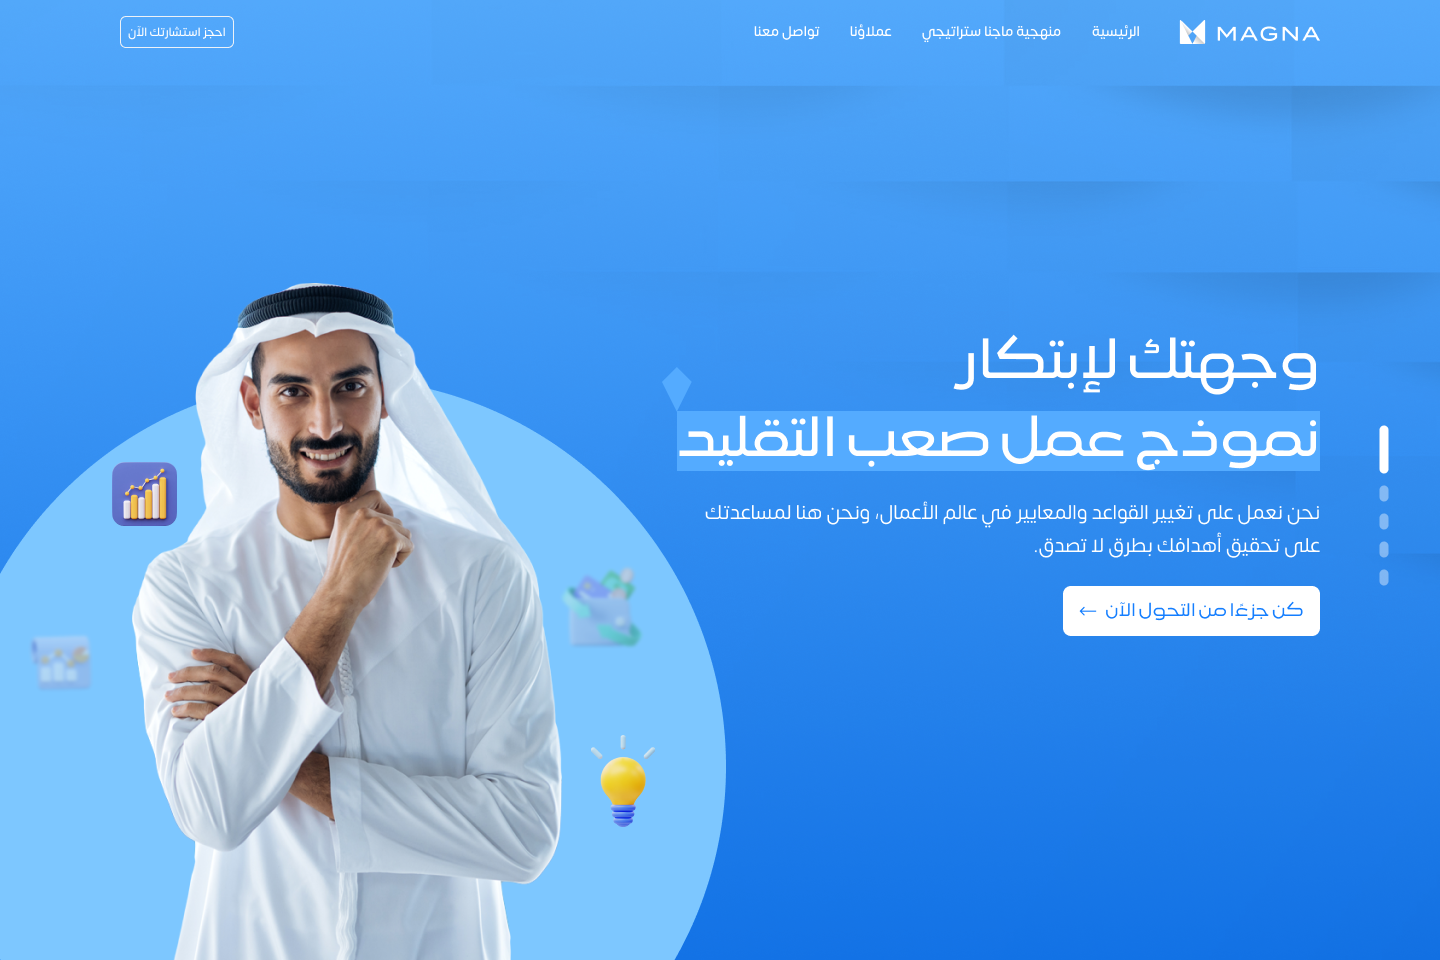 MAGNA
الرئيسية
منهجية ماجنا ستراتيجي
عملاؤنا
تواصل معنا
احجز استشارتك الآن
وجهتك لإبتكار
نموذج عمل صعب التقليد
نحن نعمل على تغيير القواعد والمعايير في عالم الأعمال، ونحن هنا لمساعدتك
على تحقيق أهدافك بطرق لا تصدق.
كن جزءًا من التحول الآن ←